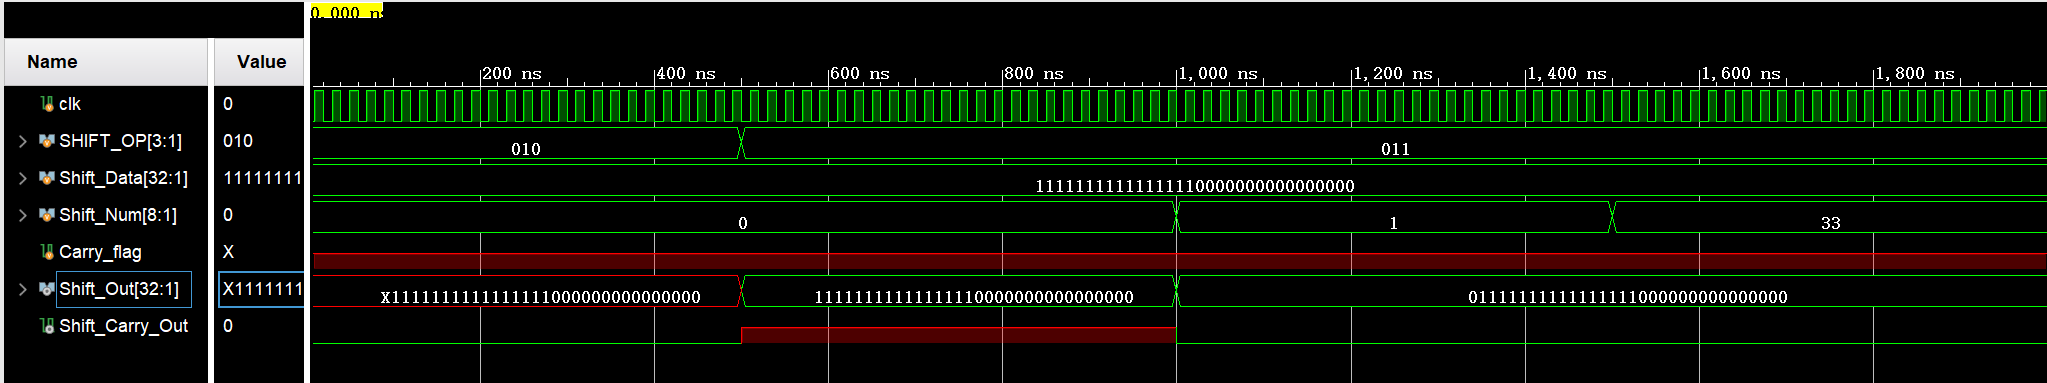 0.000 ns
Name Value
200 ns 400 ns 600 ns 800 ns 1,000 ns 1,200 ns 1,400 ns 1,600 ns 1,800 ns
clk 0
SHIFT_OP[3:1] 010 010 011
Shift_Data[32:1] 11111111 11111111111111110000000000000000
Shift_Num[8:1] 0 0 1 33
Carry_flag X
Shift_Out[32:1] X1111111 X1111111111111111000000000000000 11111111111111110000000000000000 01111111111111111000000000000000
Shift_Carry_Out 0